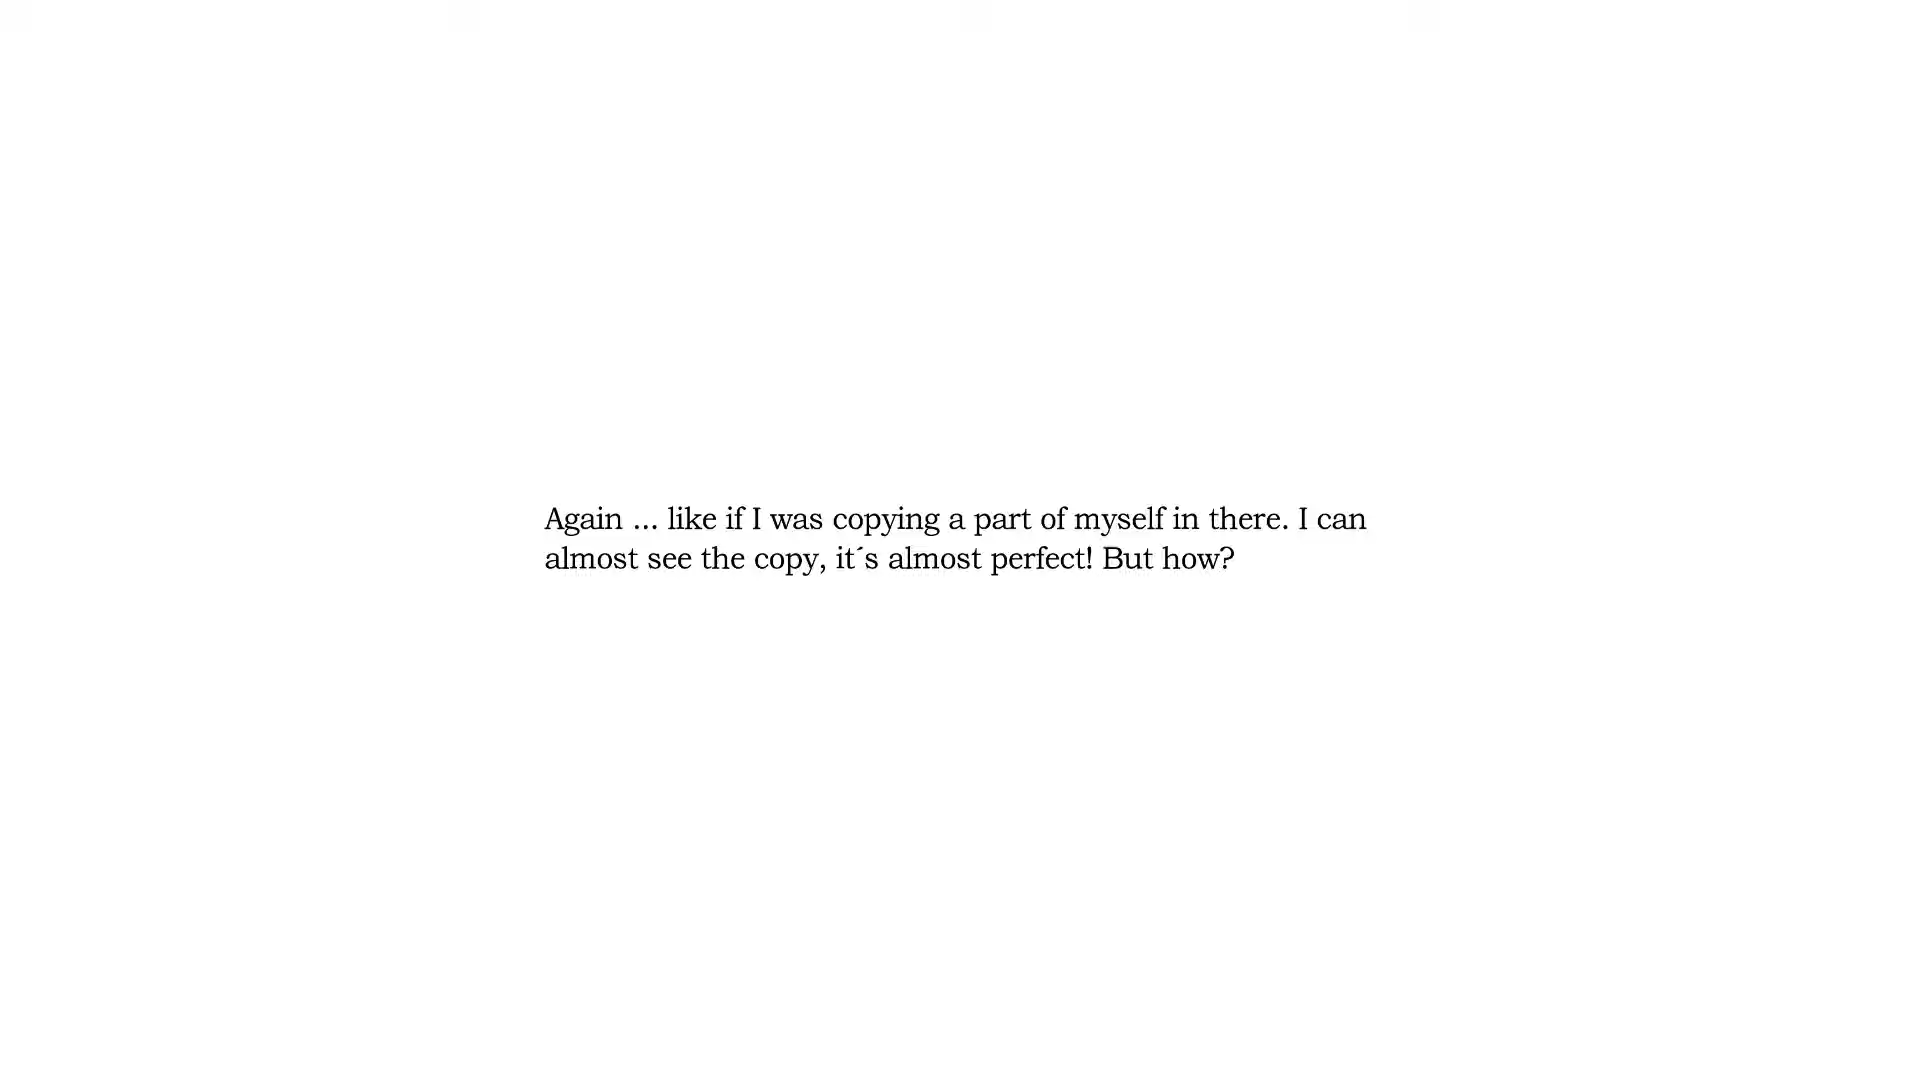 Again ... like if I was copying a part of myself in there. I can
almost see the copy, it´s almost perfect! But how?